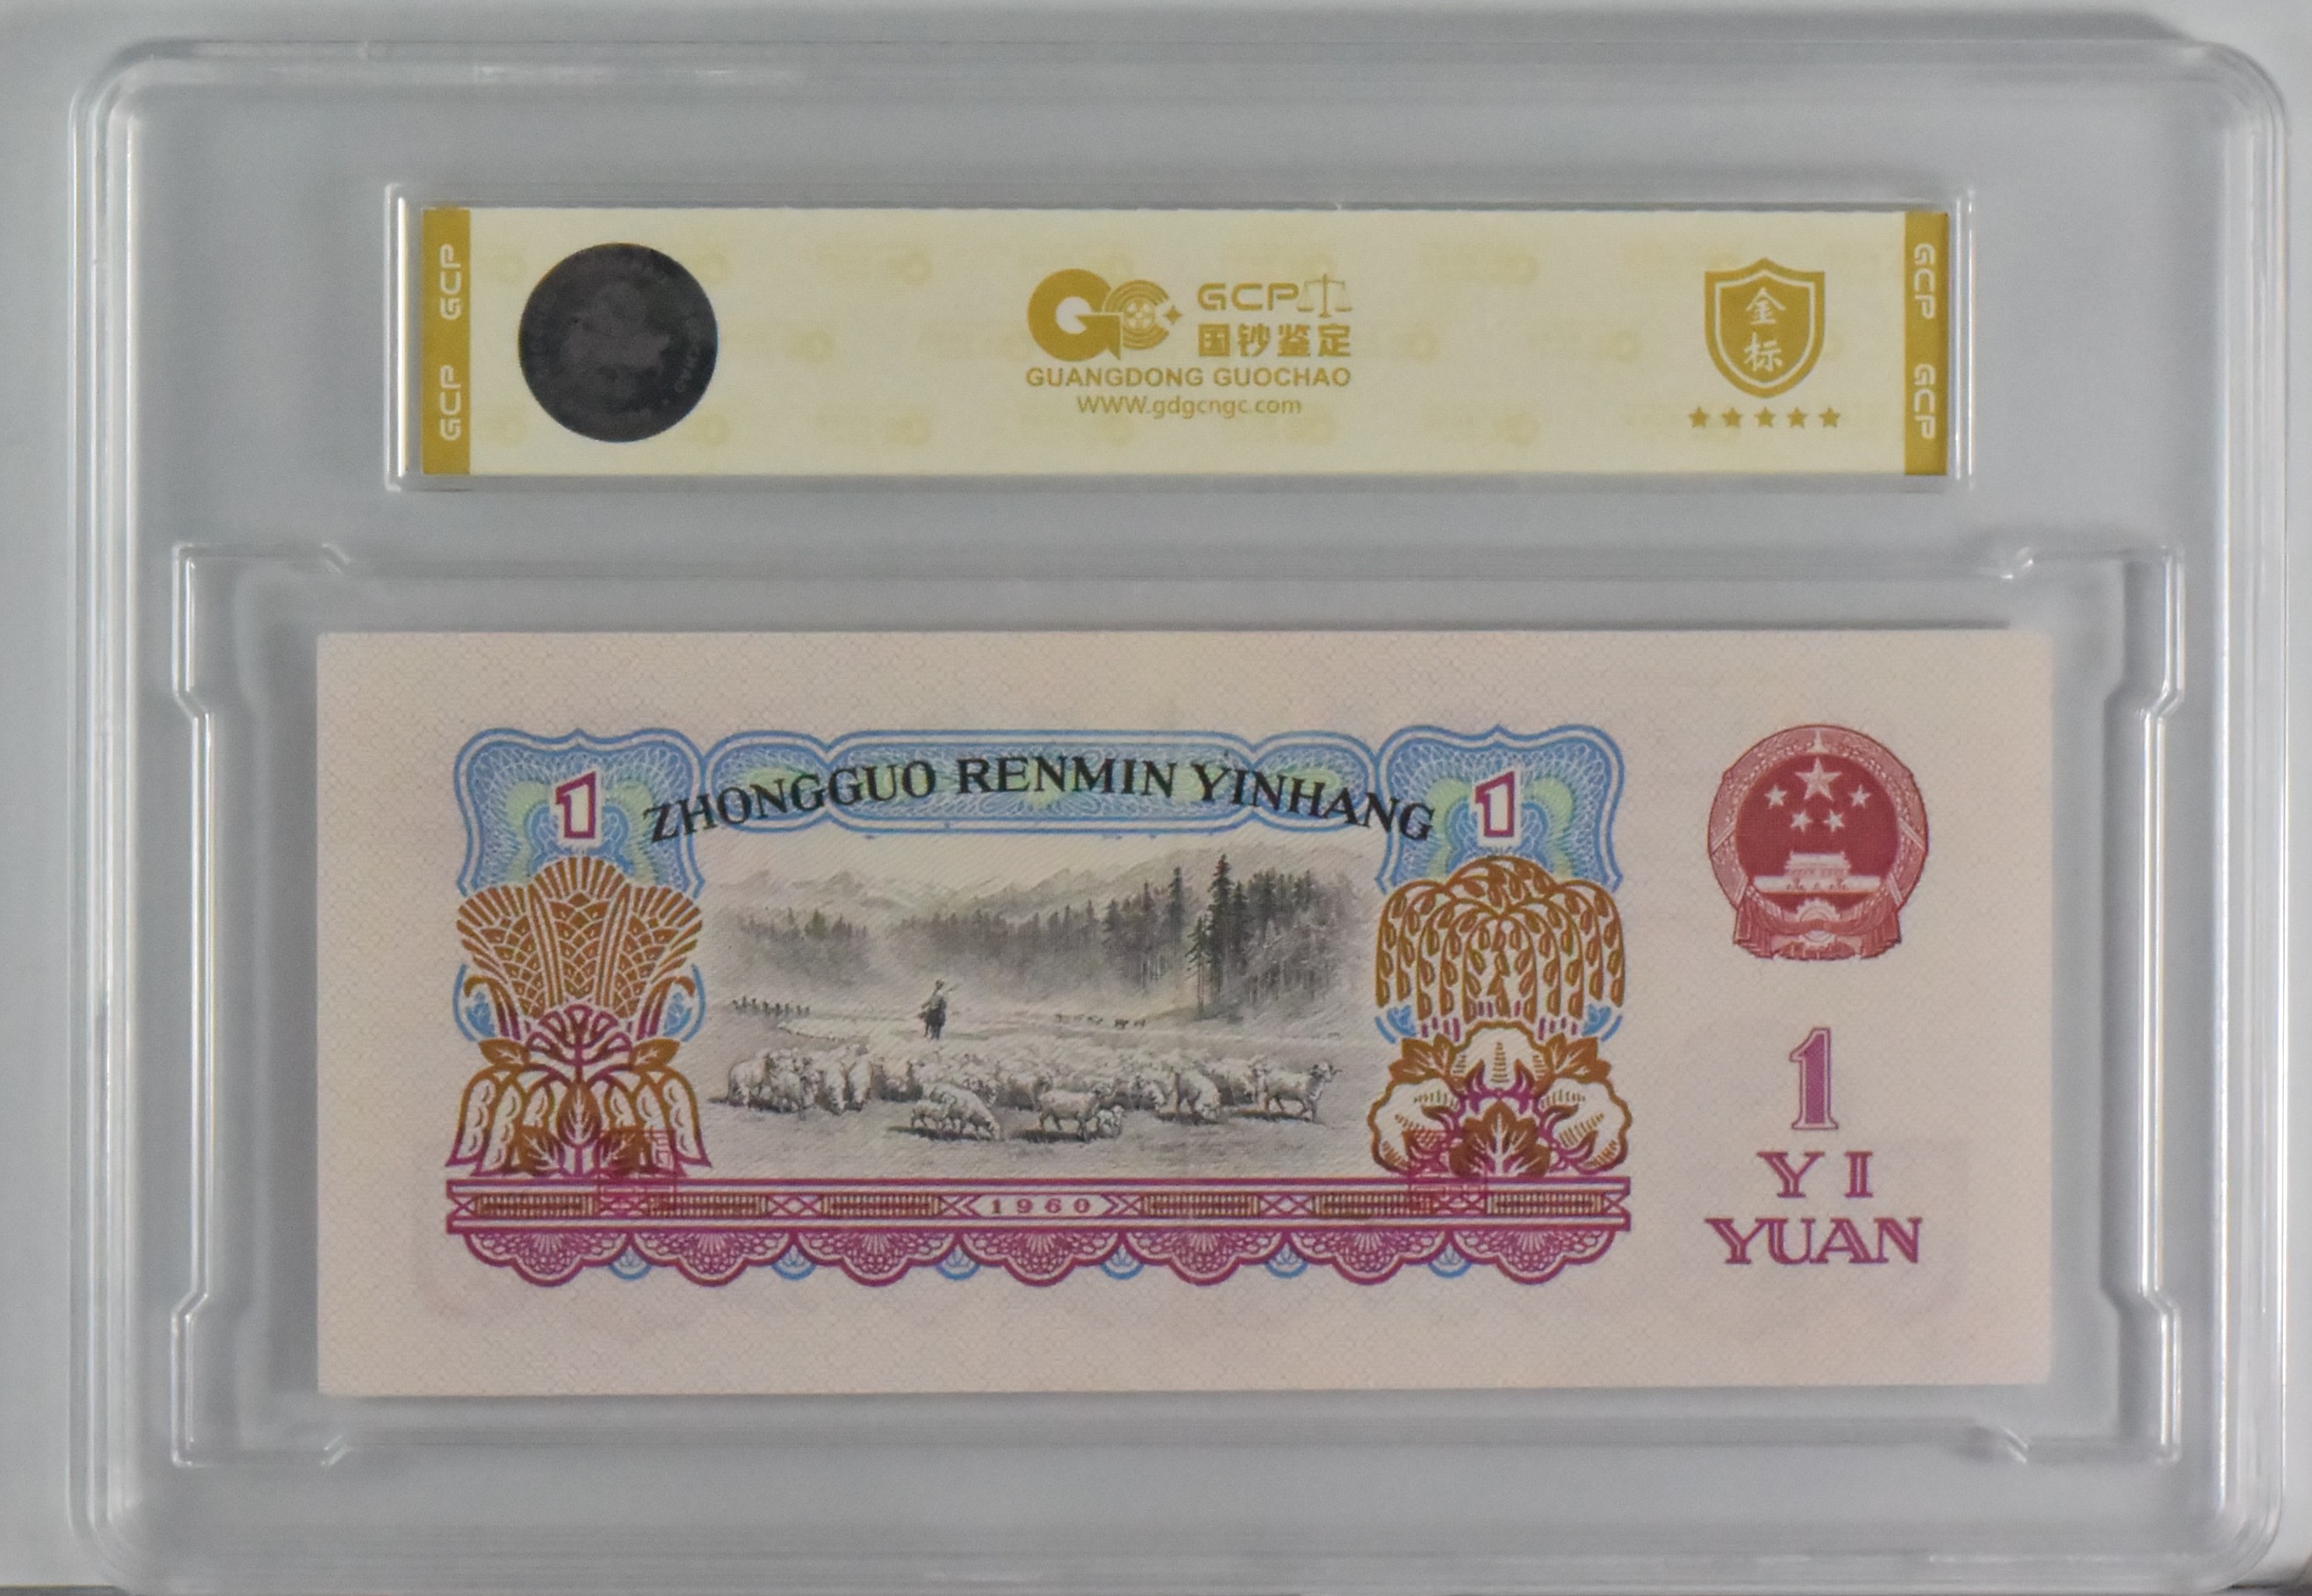 GCP GCP
GCP
国钞鉴定
GUANGDONG GUOCHAO
WWW.gdgcngc.com
金标
GCP GCP
ZHONGGUO RENMIN YINHANG
1
1
1960
1
YI
YUAN